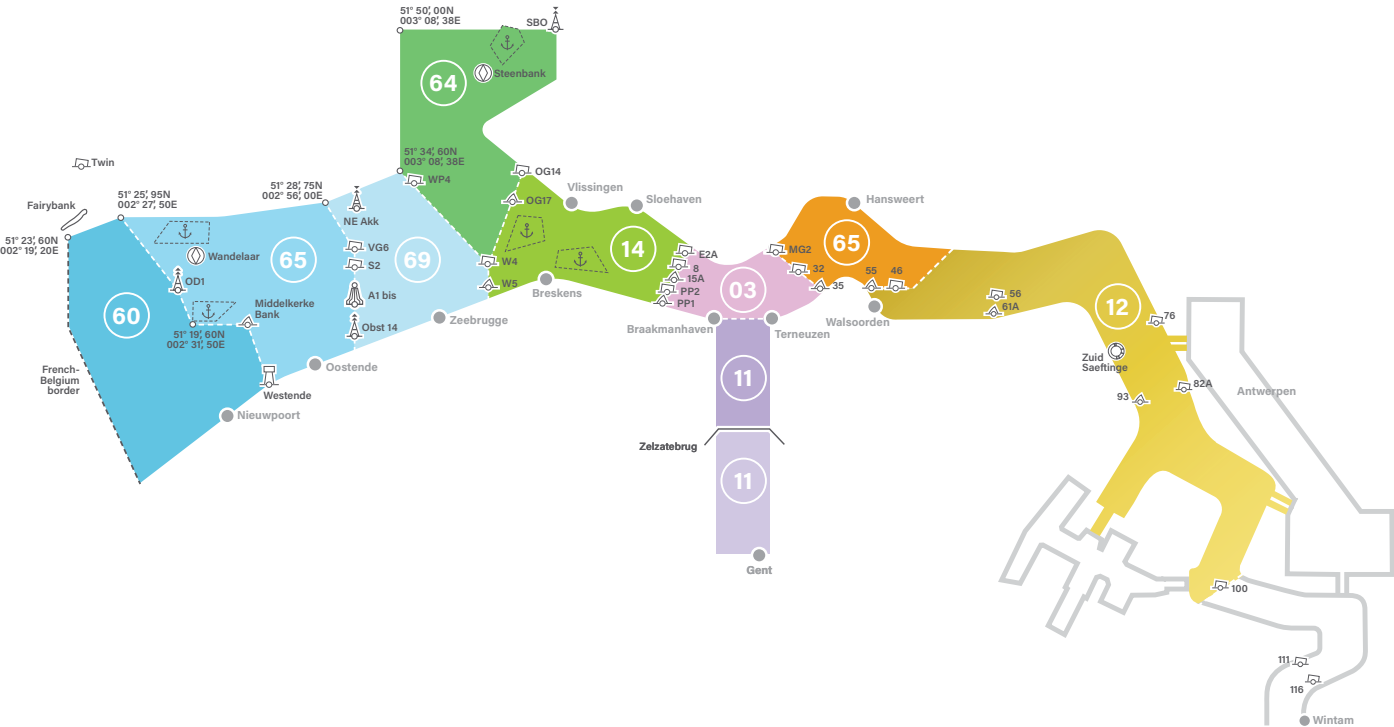 51° 50', 00N
003° 08', 38E
SBO
64
Steenbank
51° 34', 60N
003° 08', 38E
WP4
OG14
OG17
Twin
Fairybank
51° 25', 95N
002° 27', 50E
51° 28', 75N
002° 56', 00E
51° 23', 60N
002° 19', 20E
NE Akk
VG6
S2
A1 bis
Obst 14
Wandelaar
65
69
OD1
Middelkerke
Bank
51° 19', 60N
002° 31', 50E
60
French-
Belgium
border
Westende
Nieuwpoort
Oostende
Zeebrugge
W4
W5
Vlissingen
Sloehaven
14
Breskens
E2A
8
15A
PP2
PP1
03
Braakmanhaven
Terneuzen
11
Zelzatebrug
11
Gent
MG2
32
35
65
Hansweert
55
46
Walsoorden
56
61A
12
76
Zuid
Saeftinge
82A
93
Antwerpen
100
111
116
Wintam